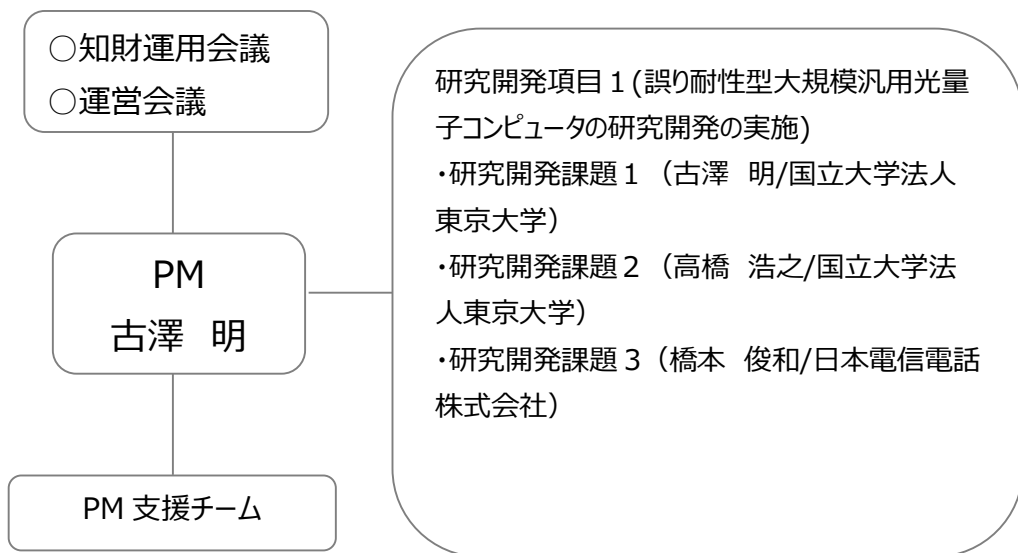 ○知財運用会議
○運営会議
PM
古澤　明
PM 支援チーム
研究開発項目１(誤り耐性型大規模汎用光量
子コンピュータの研究開発の実施)
・研究開発課題１（古澤　明/国立大学法人
東京大学）
・研究開発課題２（高橋　浩之/国立大学法
人東京大学）
・研究開発課題３（橋本　俊和/日本電信電話
株式会社）